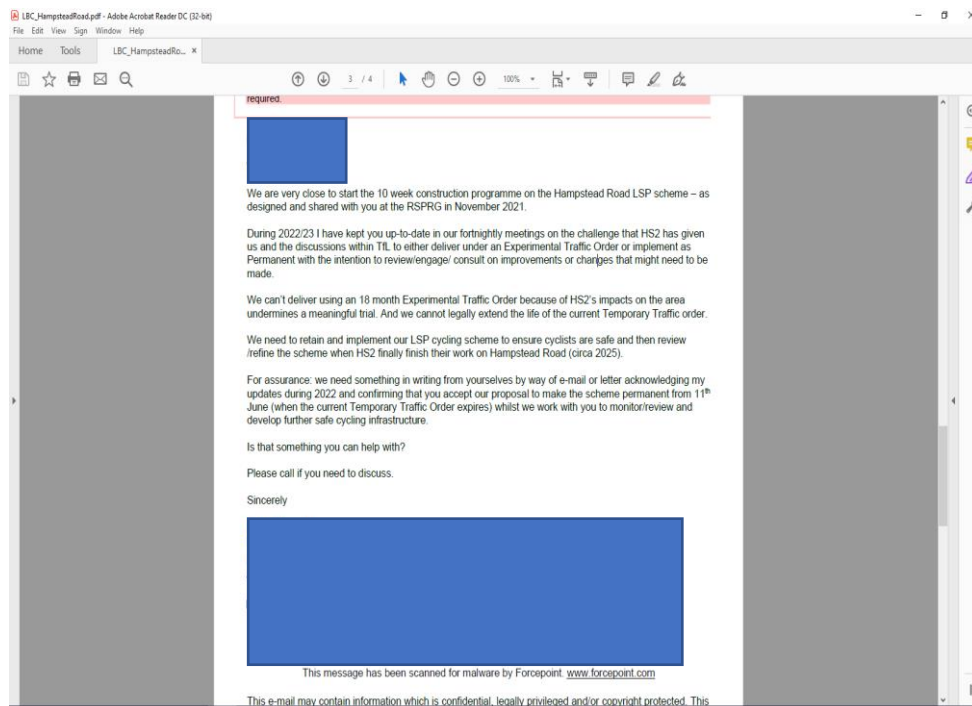 LBC_HampsteadRoad.pdf - Adobe Acrobat Reader DC (32-bit)
File Edit View Sign Window Help
Home Tools LBC_HampsteadRo... ×
3 / 4 100%
required.
We are very close to start the 10 week construction programme on the Hampstead Road LSP scheme – as
designed and shared with you at the RSPRG in November 2021.
During 2022/23 I have kept you up-to-date in our fortnightly meetings on the challenge that HS2 has given
us and the discussions within TfL to either deliver under an Experimental Traffic Order or implement as
Permanent with the intention to review/engage/ consult on improvements or changes that might need to be
made.
We can't deliver using an 18 month Experimental Traffic Order because of HS2's impacts on the area
undermines a meaningful trial. And we cannot legally extend the life of the current Temporary Traffic order.
We need to retain and implement our LSP cycling scheme to ensure cyclists are safe and then review
/refine the scheme when HS2 finally finish their work on Hampstead Road (circa 2025).
For assurance: we need something in writing from yourselves by way of e-mail or letter acknowledging my
updates during 2022 and confirming that you accept our proposal to make the scheme permanent from 11th
June (when the current Temporary Traffic Order expires) whilst we work with you to monitor/review and
develop further safe cycling infrastructure.
Is that something you can help with?
Please call if you need to discuss.
Sincerely
This message has been scanned for malware by Forcepoint. www.forcepoint.com
This e-mail may contain information which is confidential, legally privileged and/or copyright protected. This